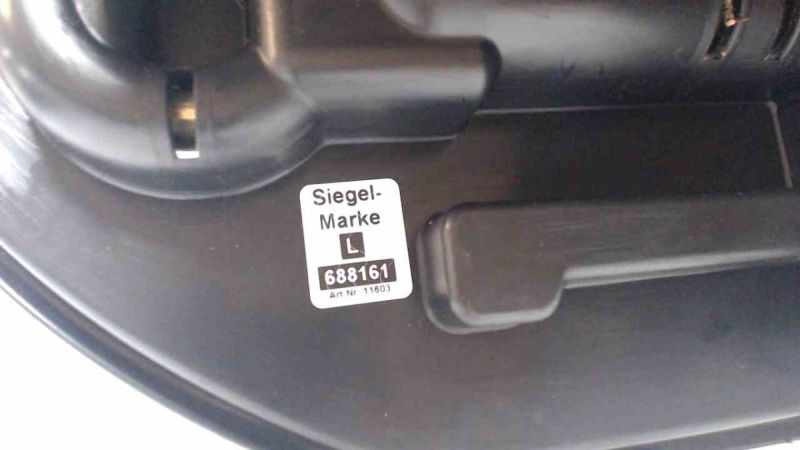 Siegel-
Marke
L
688161
Art Nr. 11603